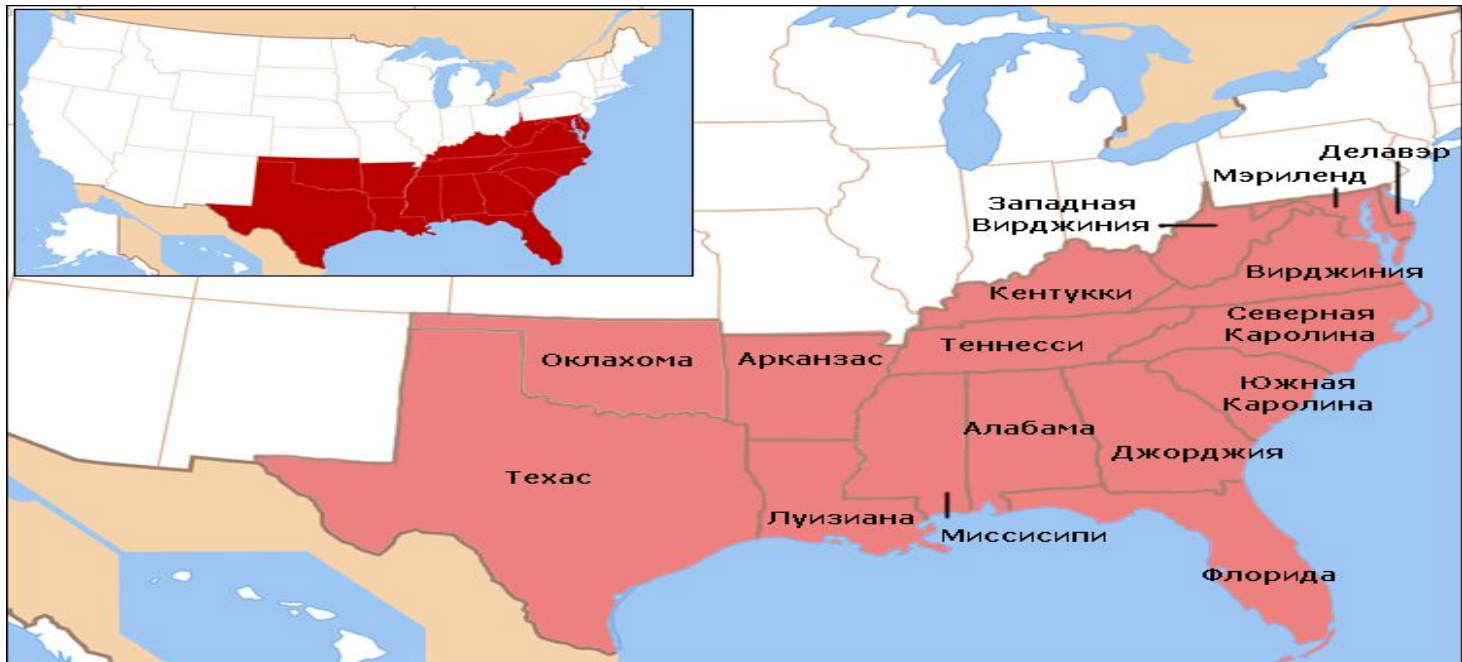 Делавэр
Мэриленд
Западная
Вирджиния
Вирджиния
Кентукки
Северная
Каролина
Теннесси
Оклахома
Арканзас
Южная
Каролина
Алабама
Джорджия
Техас
Луизиана
Миссисипи
Флорида